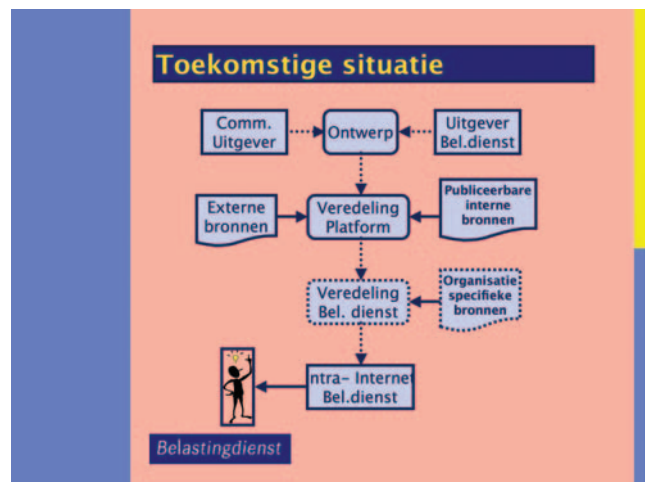 Toekomstige situatie
Comm.
Uitgever
Ontwerp
Uitgever
Bel.dienst
Externe
bronnen
Veredeling
Platform
Publiceerbare
interne
bronnen
Veredeling
Bel. dienst
Organisatie
specifieke
bronnen
ntra- Internet
Bel.dienst
Belastingdienst